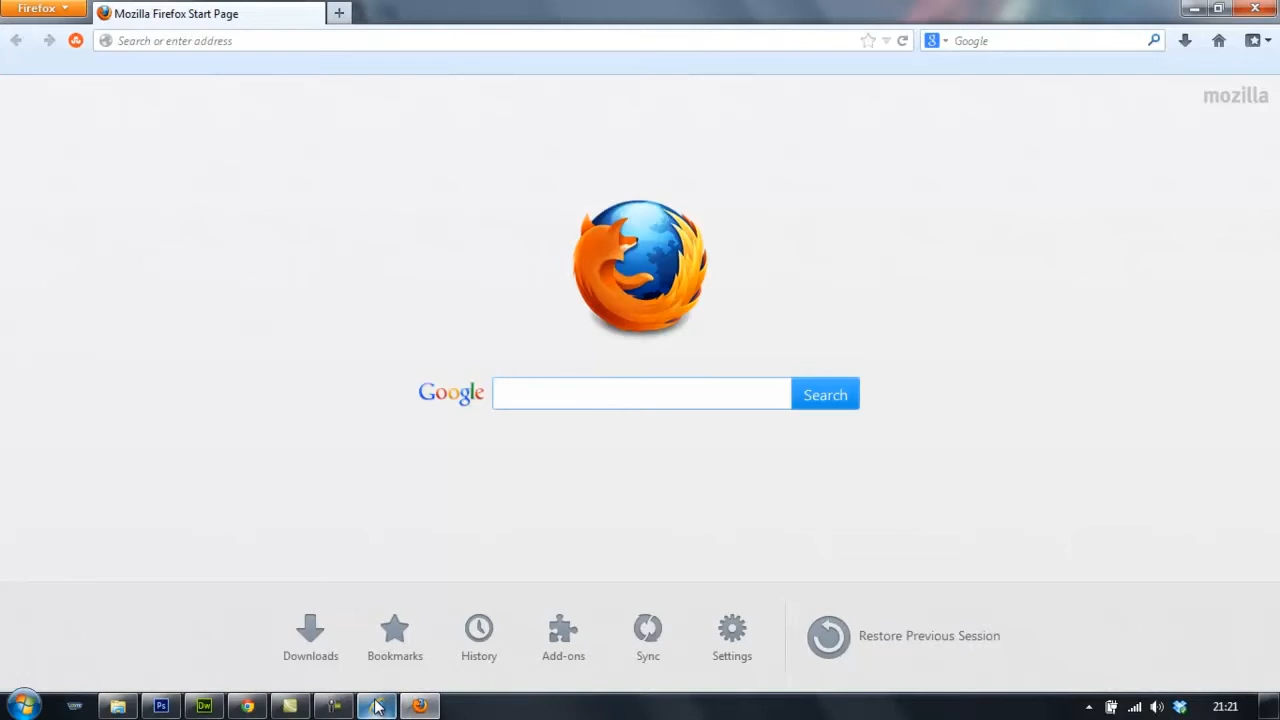 Firefox
Mozilla Firefox Start Page
Search or enter address
Google
mozilla
Google
Search
Downloads
Bookmarks
History
Add-ons
Sync
Settings
Restore Previous Session
Ps
Dw
21:21